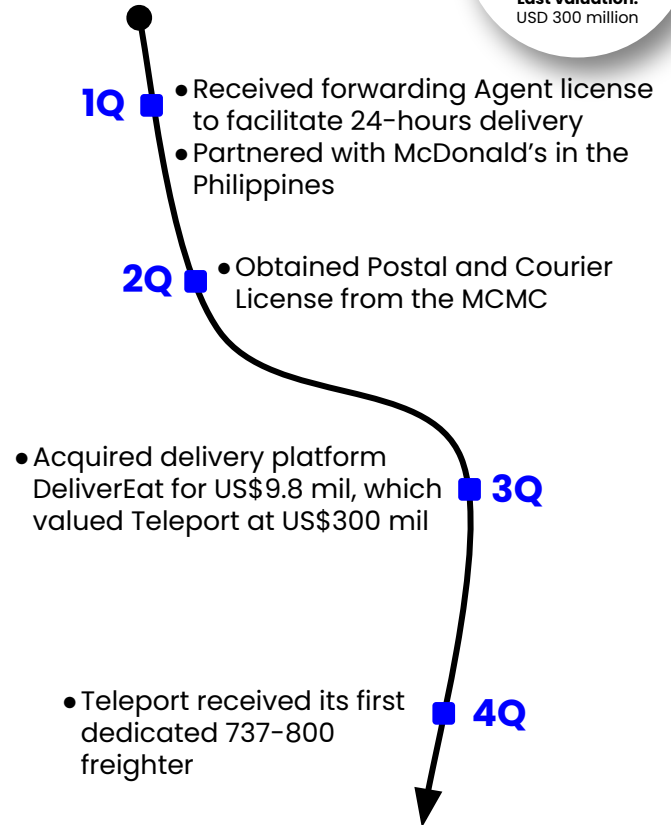 Last valuation:
USD 300 million
1Q
● Received forwarding Agent license
to facilitate 24-hours delivery
● Partnered with McDonald’s in the
Philippines
2Q
● Obtained Postal and Courier
License from the MCMC
● Acquired delivery platform
DeliverEat for US$9.8 mil, which
valued Teleport at US$300 mil
3Q
● Teleport received its first
dedicated 737-800
freighter
4Q